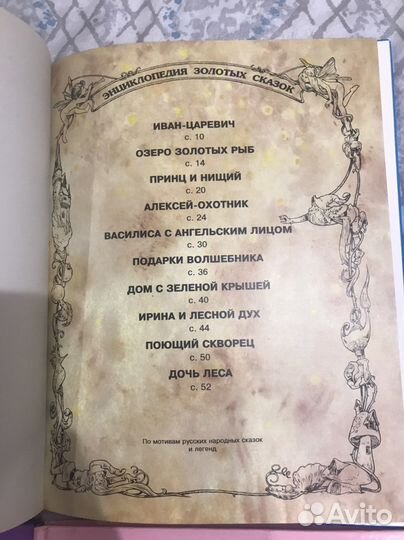 ЭНЦИКЛОПЕДИЯ ЗОЛОТЫХ СКАЗОК
ИВАН-ЦАРЕВИЧ
с. 10
ОЗЕРО ЗОЛОТЫХ РЫБ
с. 14
ПРИНЦ И НИЩИЙ
с. 20
АЛЕКСЕЙ-ОХОТНИК
с. 24
ВАСИЛИСА С АНГЕЛЬСКИМ ЛИЦОМ
с. 30
ПОДАРКИ ВОЛШЕБНИКА
с. 36
ДОМ С ЗЕЛЕНОЙ КРЫШЕЙ
с. 40
ИРИНА И ЛЕСНОЙ ДУХ
с. 44
ПОЮЩИЙ СКВОРЕЦ
с. 50
ДОЧЬ ЛЕСА
с. 52
По мотивам русских народных сказок
и легенд
Avito